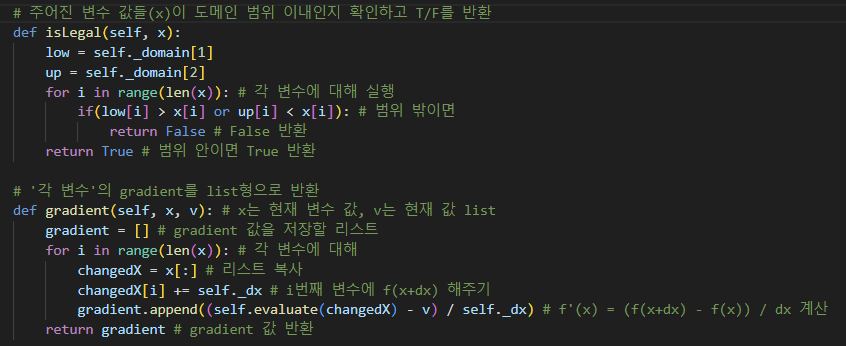 # 주어진 변수 값들(x)이 도메인 범위 이내인지 확인하고 T/F를 반환
def isLegal(self, x):
    low = self._domain[1]
    up = self._domain[2]
    for i in range(len(x)): # 각 변수에 대해 실행
        if(low[i] > x[i] or up[i] < x[i]): # 범위 밖이면
            return False # False 반환
    return True # 범위 안이면 True 반환

# '각 변수'의 gradient를 list형으로 반환
def gradient(self, x, v): # x는 현재 변수 값, v는 현재 값 list
    gradient = [] # gradient 값을 저장할 리스트
    for i in range(len(x)): # 각 변수에 대해
        changedX = x[:] # 리스트 복사
        changedX[i] += self._dx # i번째 변수에 f(x+dx) 해주기
        gradient.append((self.evaluate(changedX) - v) / self._dx) # f'(x) = (f(x+dx) - f(x)) / dx 계산
    return gradient # gradient 값 반환